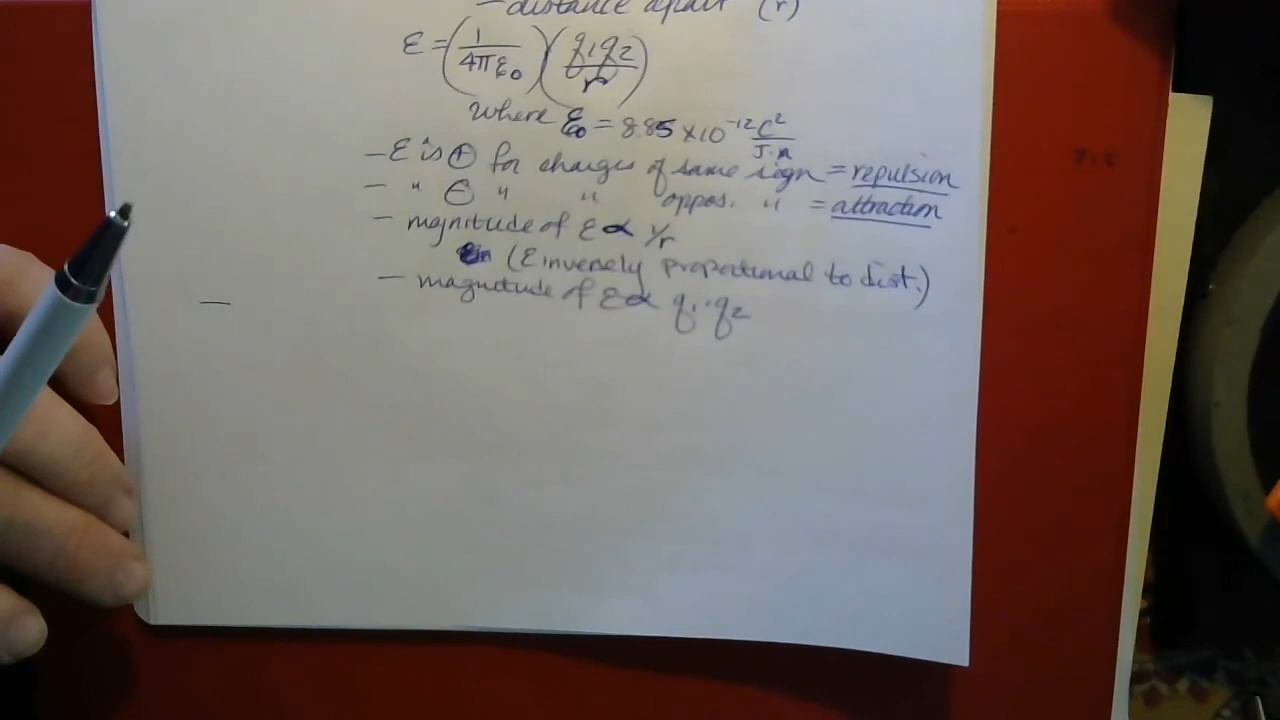 - distance apart (r)
ε = (1/4πε₀)(q₁q₂/r)
where ε₀ = 8.85 × 10⁻¹² C²/J·m
- ε is ⊕ for charges of same sign = repulsion
- " ⊖ " " oppos. " = attraction
- magnitude of ε ∝ 1/r
(ε inversely proportional to dist.)
- magnitude of ε ∝ q₁·q₂
—